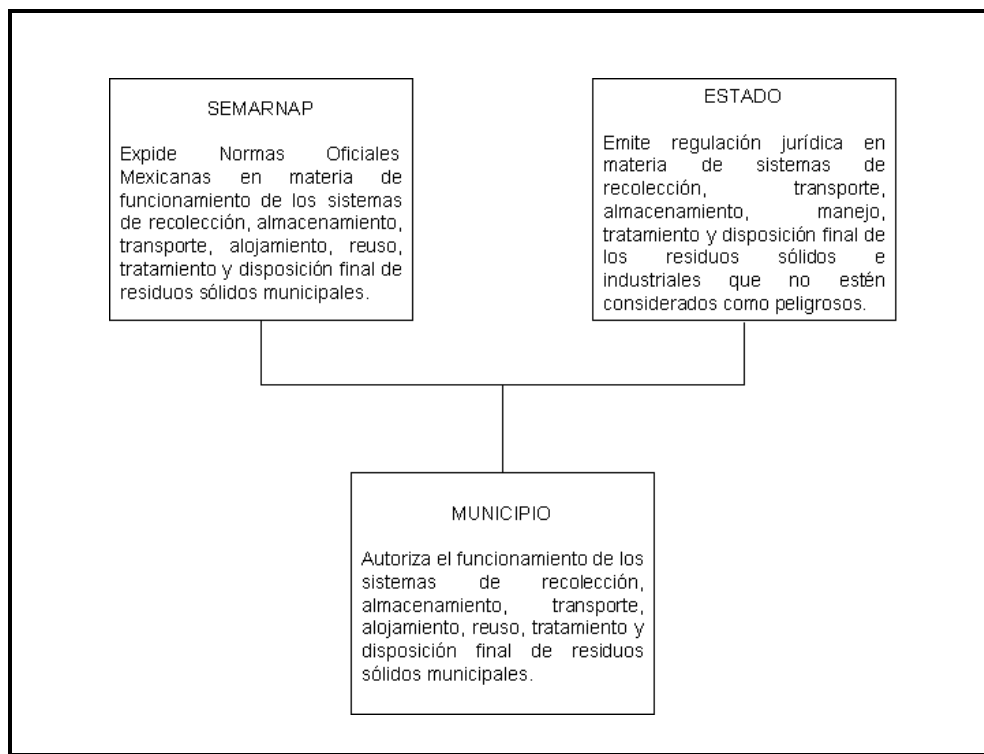 SEMARNAP
Expide Normas Oficiales
Mexicanas en materia de
funcionamiento de los sistemas
de recolección, almacenamiento,
transporte, alojamiento, reuso,
tratamiento y disposición final de
residuos sólidos municipales.
ESTADO
Emite regulación jurídica en
materia de sistemas de
recolección, transporte,
almacenamiento, manejo,
tratamiento y disposición final de
los residuos sólidos e
industriales que no estén
considerados como peligrosos.
MUNICIPIO
Autoriza el funcionamiento de los
sistemas de recolección,
almacenamiento, transporte,
alojamiento, reuso, tratamiento y
disposición final de residuos
sólidos municipales.